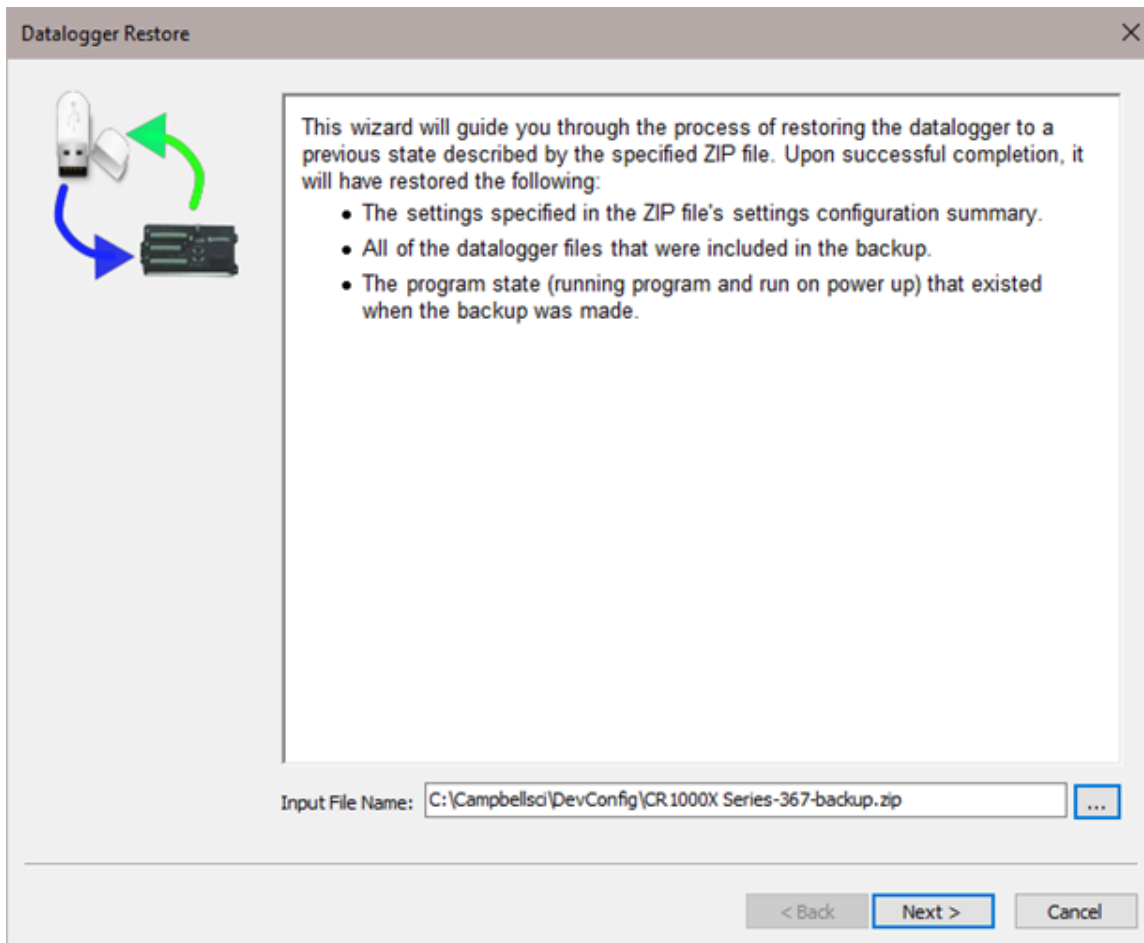 Datalogger Restore
This wizard will guide you through the process of restoring the datalogger to a
previous state described by the specified ZIP file. Upon successful completion, it
will have restored the following:
• The settings specified in the ZIP file's settings configuration summary.
• All of the datalogger files that were included in the backup.
• The program state (running program and run on power up) that existed
when the backup was made.
Input File Name: C:\Campbellsci\DevConfig\CR1000X Series-367-backup.zip ...
< Back Next > Cancel